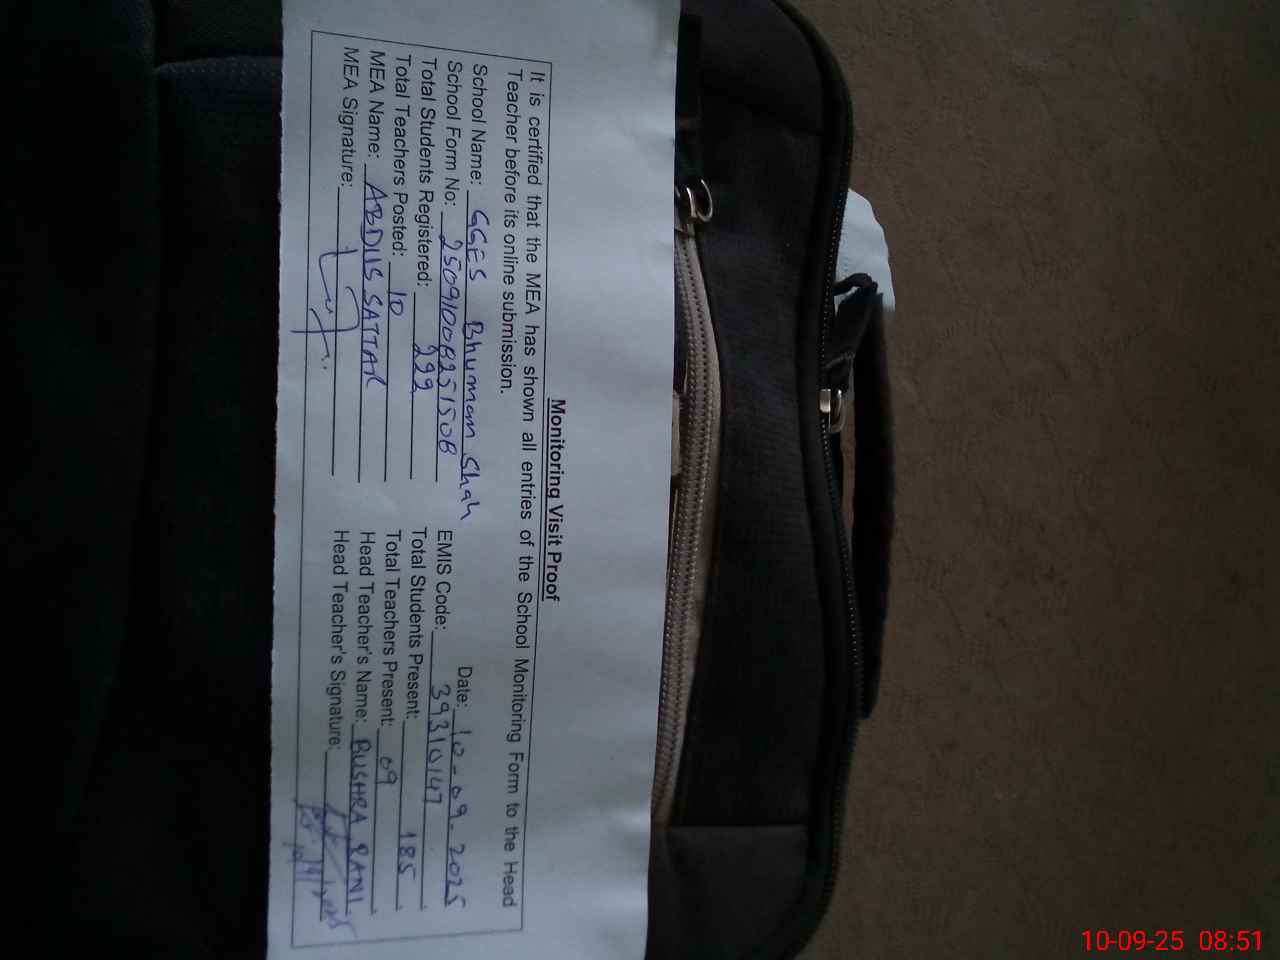 Monitoring Visit Proof
It is certified that the MEA has shown all entries of the School Monitoring Form to the Head
Teacher before its online submission.
Date: 10-09-2025
School Name: GGES Bhuman Shah
EMIS Code: 39310147
School Form No:
Total Students Present: 185
Total Students Registered: 299
Total Teachers Present: 09
Total Teachers Posted: 10
Head Teacher's Name: BUSHRA RANI
MEA Name: ABDUS SATTAR
Head Teacher's Signature:
MEA Signature:
10-09-25 08:51